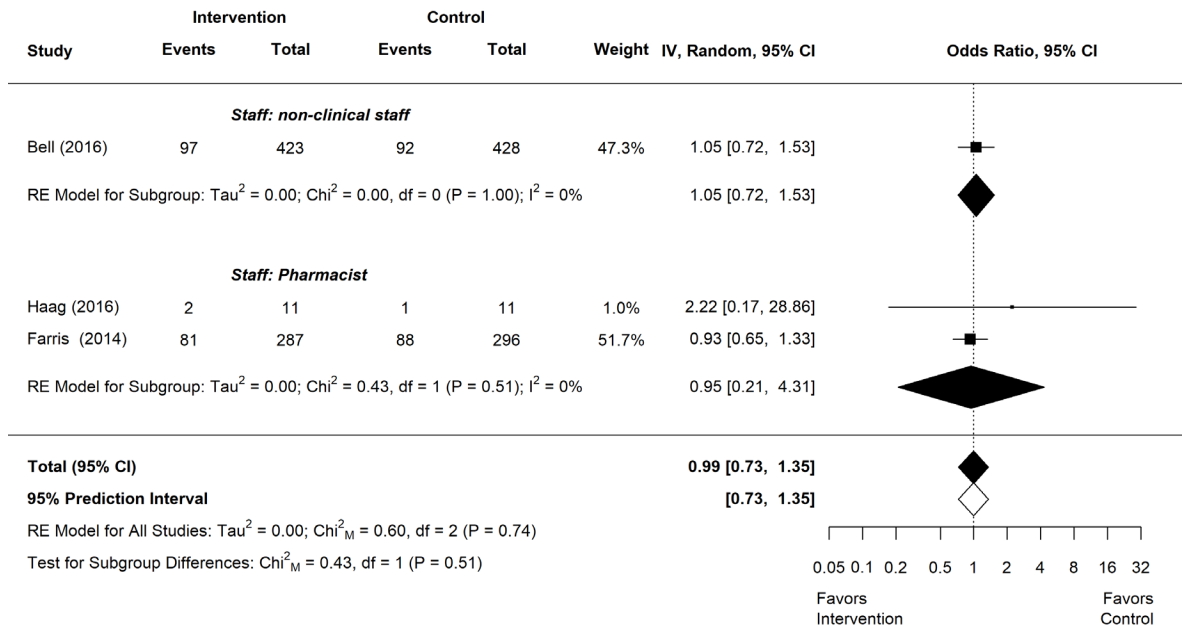 Intervention Control
Study Events Total Events Total Weight IV, Random, 95% CI Odds Ratio, 95% CI
Staff: non-clinical staff
Bell (2016) 97 423 92 428 47.3% 1.05 [0.72, 1.53]
RE Model for Subgroup: Tau² = 0.00; Chi² = 0.00, df = 0 (P = 1.00); I² = 0% 1.05 [0.72, 1.53]
Staff: Pharmacist
Haag (2016) 2 11 1 11 1.0% 2.22 [0.17, 28.86]
Farris (2014) 81 287 88 296 51.7% 0.93 [0.65, 1.33]
RE Model for Subgroup: Tau² = 0.00; Chi² = 0.43, df = 1 (P = 0.51); I² = 0% 0.95 [0.21, 4.31]
Total (95% CI) 0.99 [0.73, 1.35]
95% Prediction Interval [0.73, 1.35]
RE Model for All Studies: Tau² = 0.00; Chi²M = 0.60, df = 2 (P = 0.74)
Test for Subgroup Differences: Chi²M = 0.43, df = 1 (P = 0.51)
0.05 0.1 0.2 0.5 1 2 4 8 16 32
Favors Favors
Intervention Control